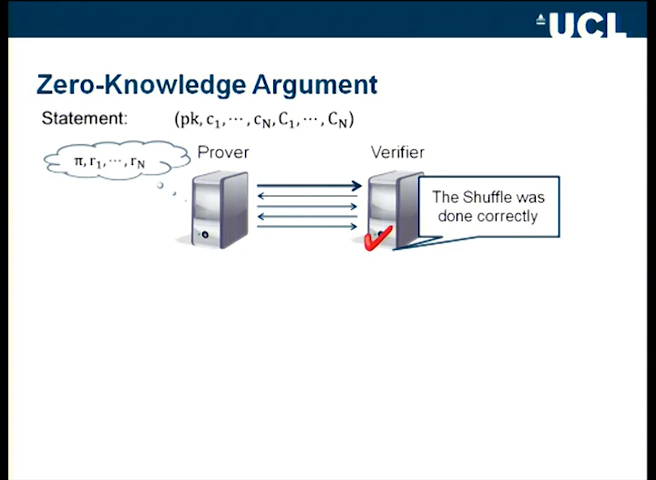 UCL
Zero-Knowledge Argument
Statement: (pk, c₁, ⋯, c_N, C₁, ⋯, C_N)
π, r₁, ⋯, r_N
Prover
Verifier
The Shuffle was
done correctly